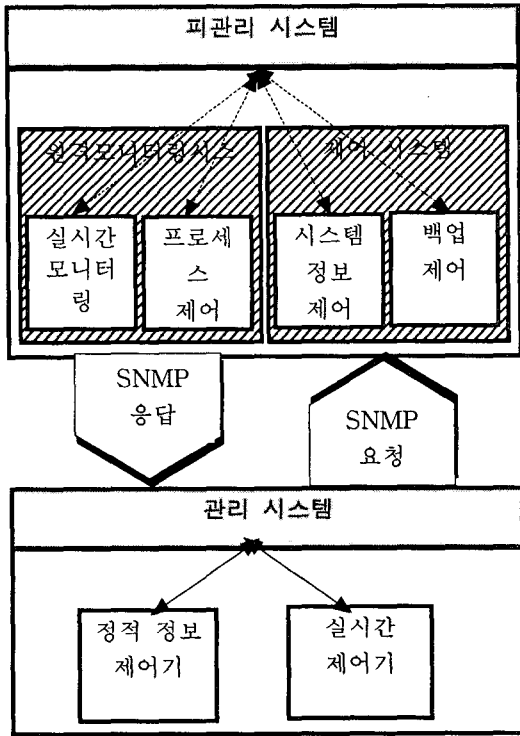 피관리 시스템
원격모니터링시스
제어 시스템
실시간
모니터
링
프로세
스
제어
시스템
정보
제어
백업
제어
SNMP
응답
SNMP
요청
관리 시스템
정적 정보
제어기
실시간
제어기